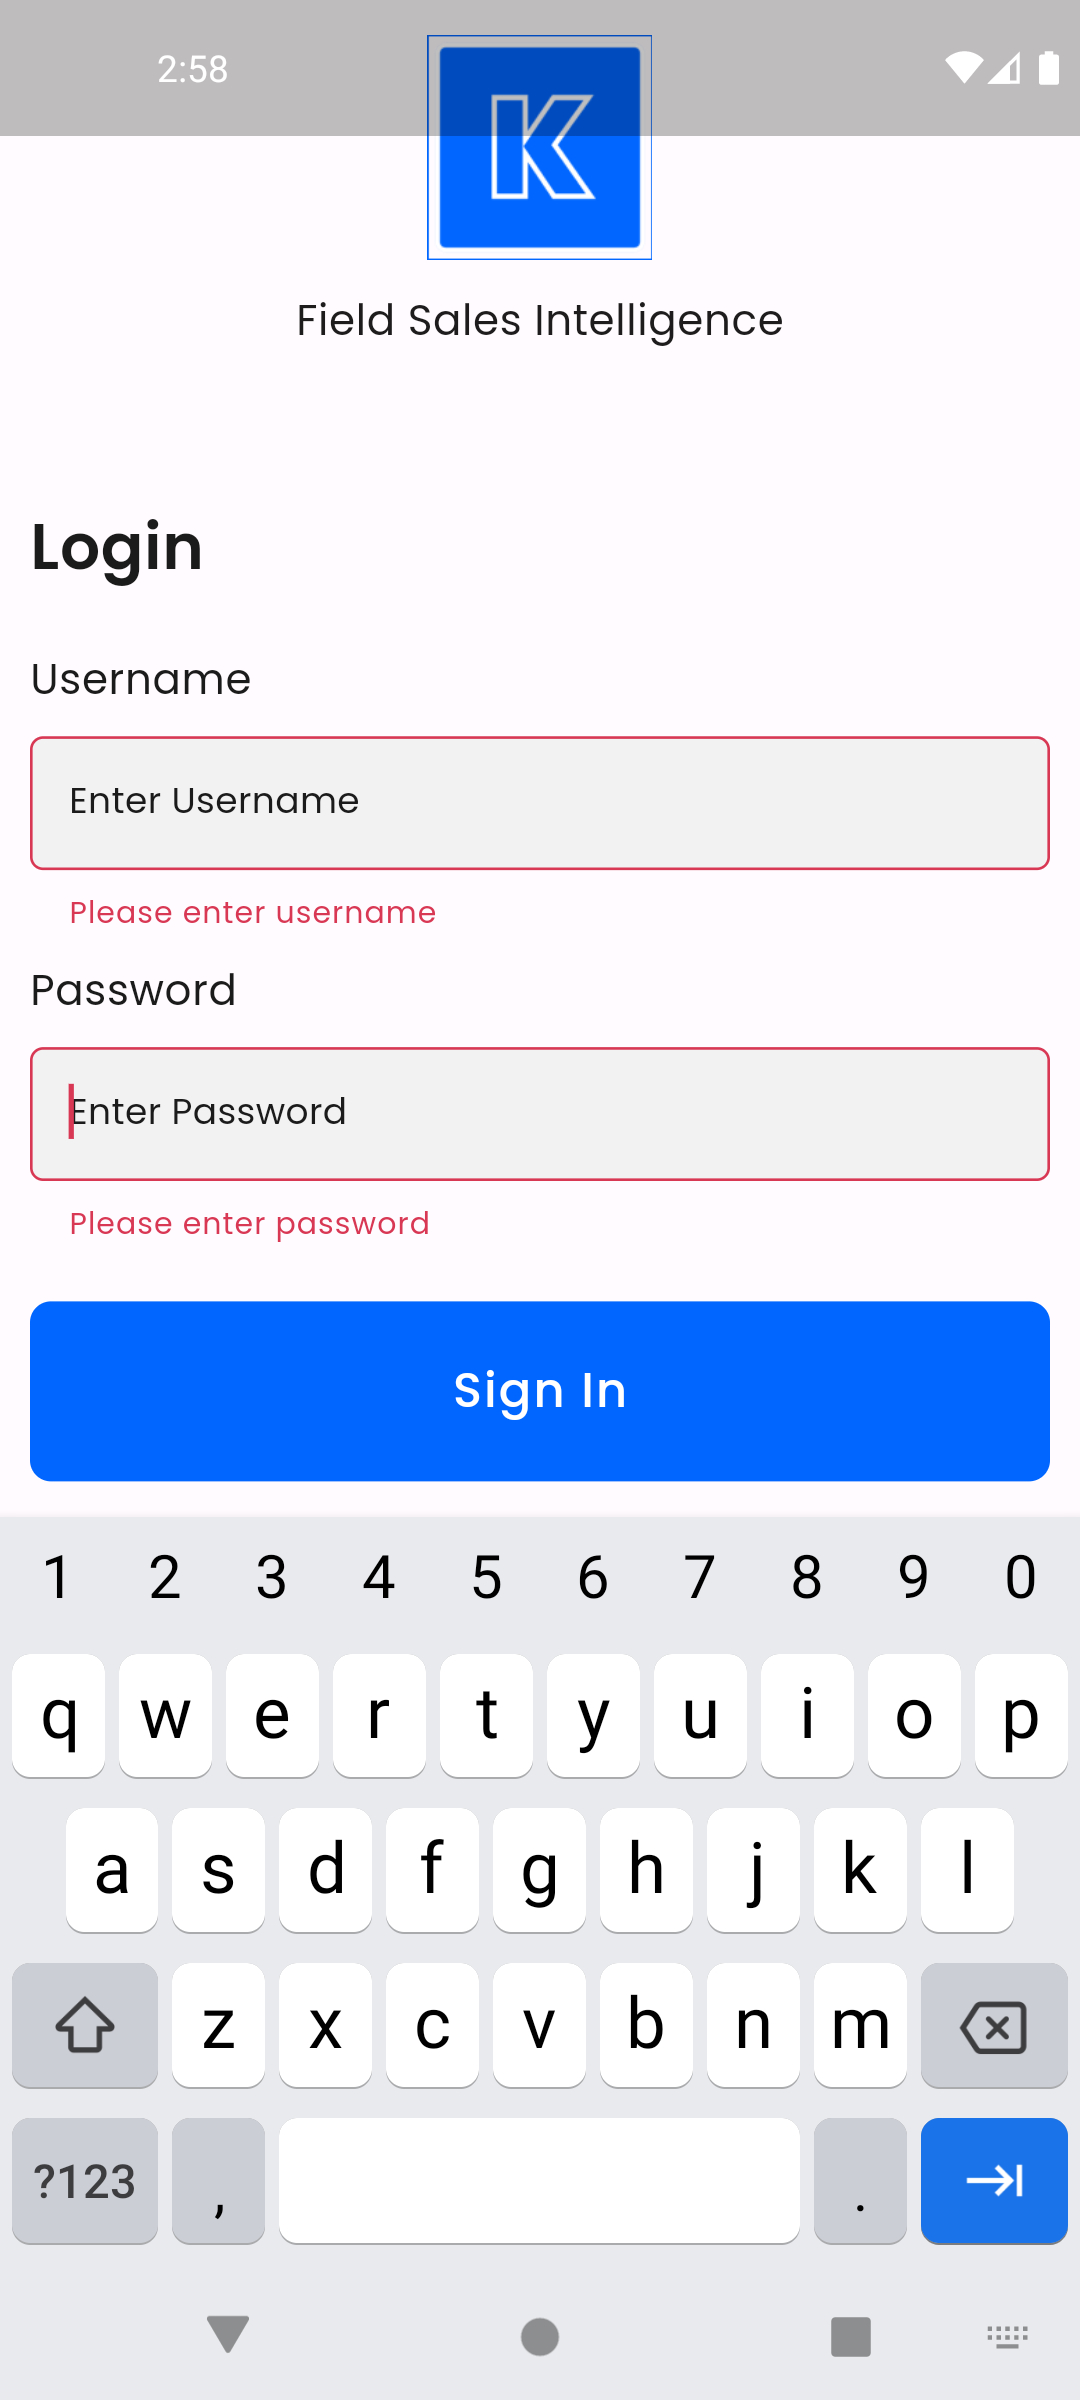 2:58
K
Field Sales Intelligence
Login
Username
Enter Username
Please enter username
Password
Enter Password
Please enter password
Sign In
1 2 3 4 5 6 7 8 9 0
q w e r t y u i o p
a s d f g h j k l
z x c v b n m
?123 , .